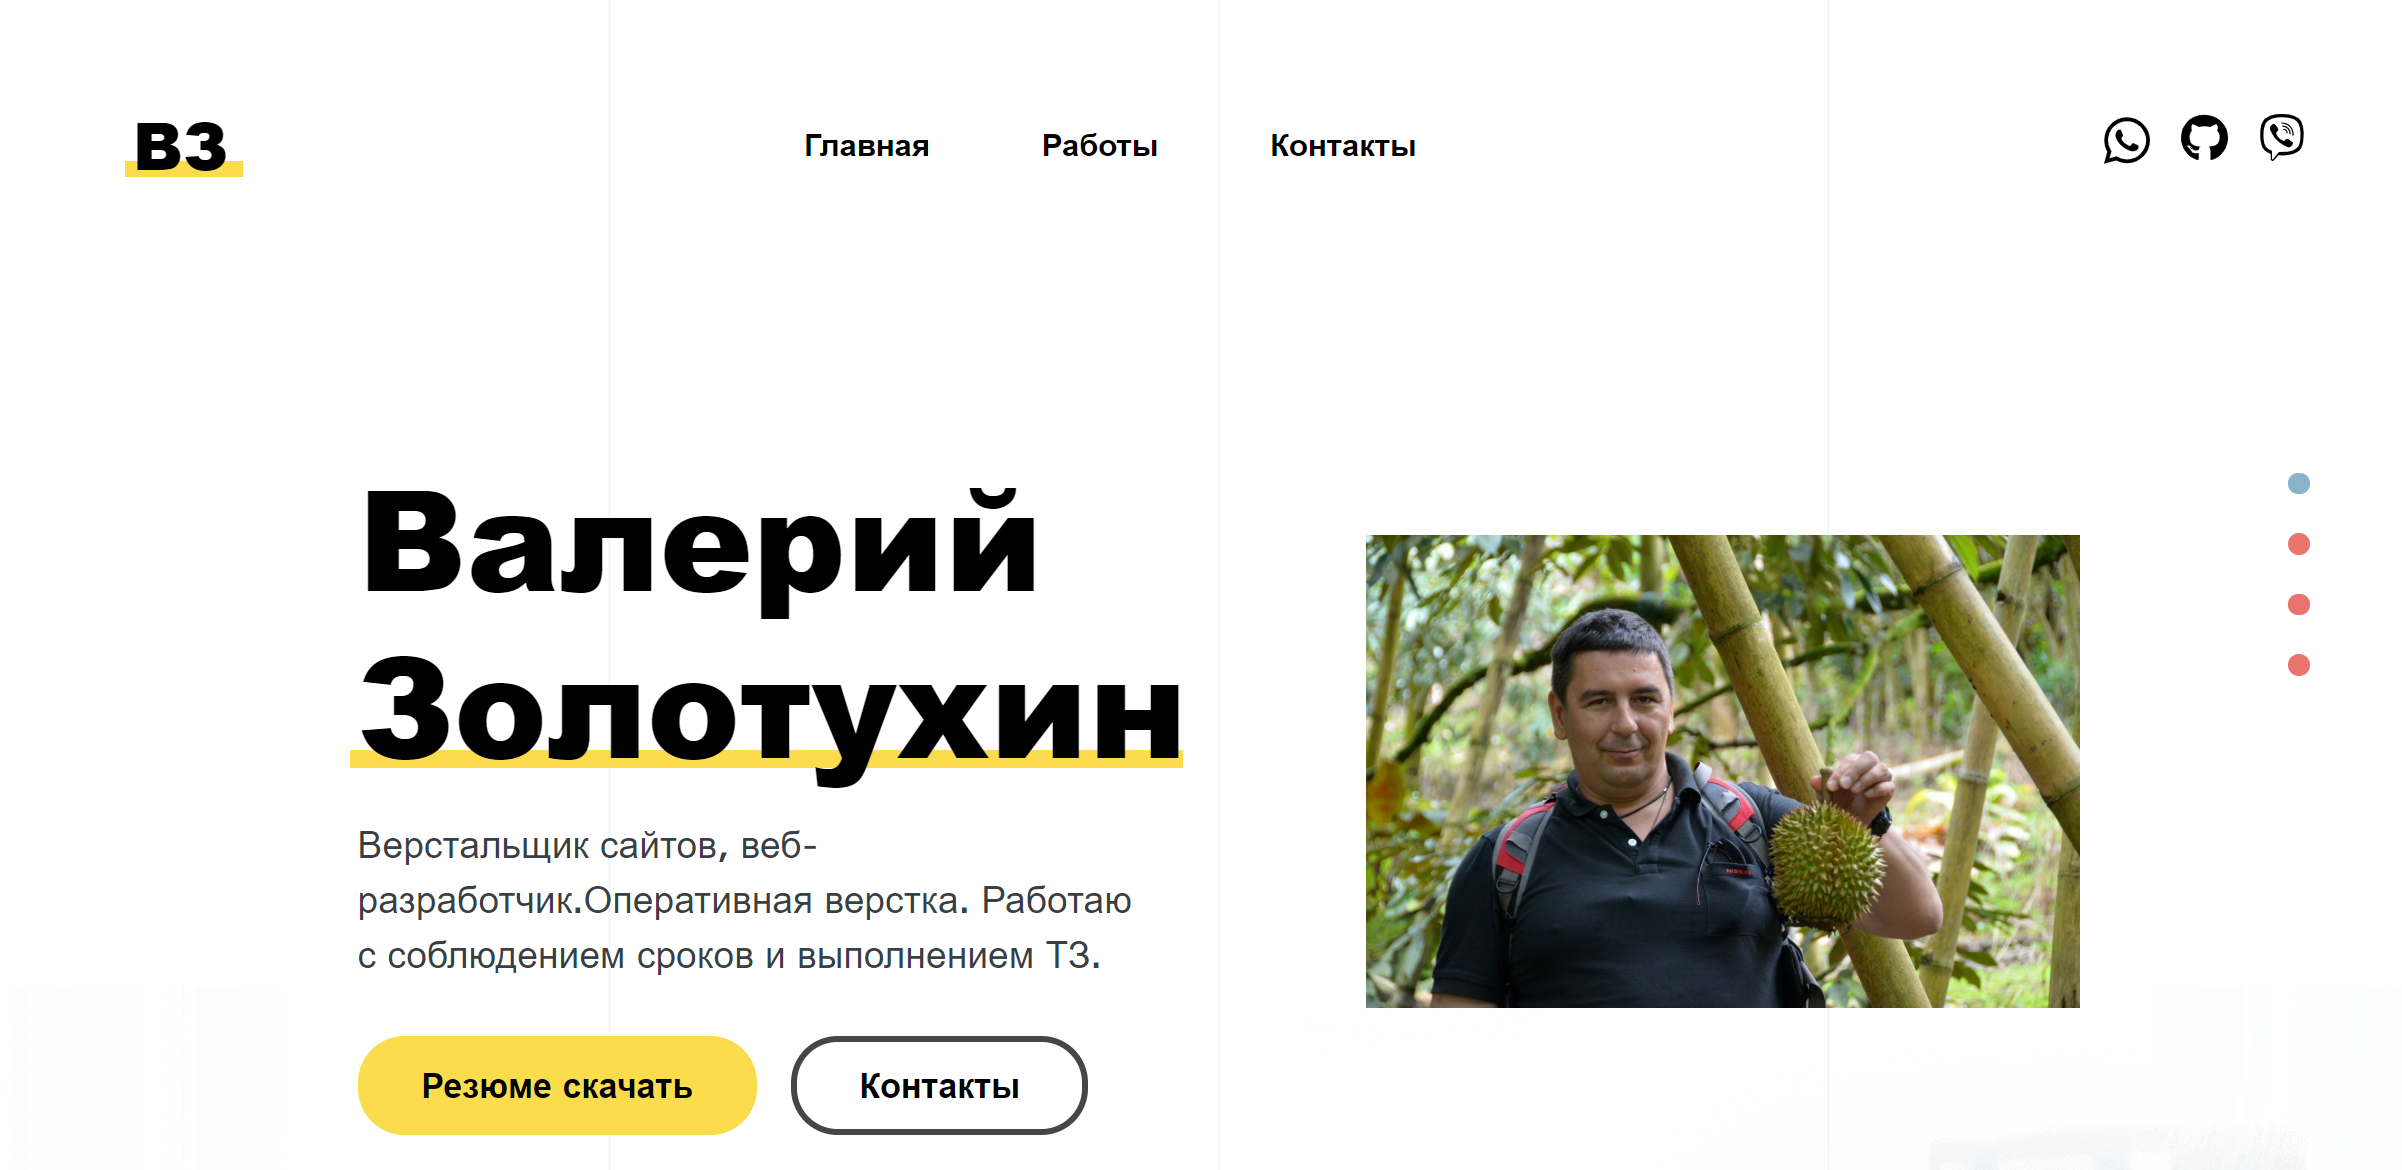 ВЗ
Главная Работы Контакты
Валерий
Золотухин
Верстальщик сайтов, веб-
разработчик.Оперативная верстка. Работаю
с соблюдением сроков и выполнением ТЗ.
Резюме скачать Контакты